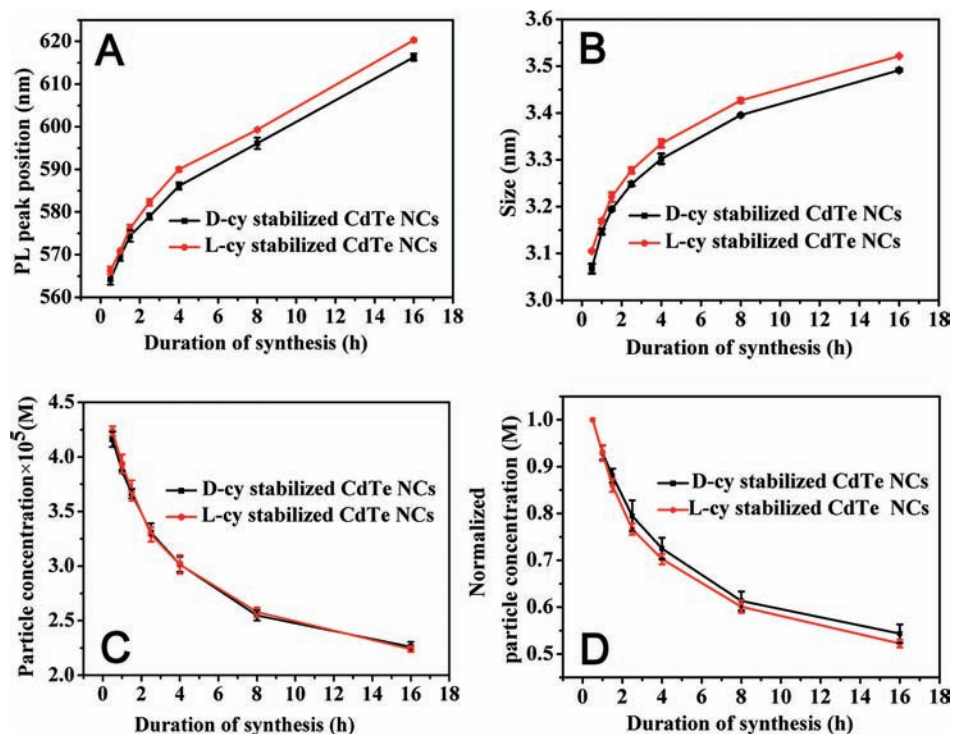 A
PL peak position (nm)
620
610
600
590
580
570
560
D-cy stabilized CdTe NCs
L-cy stabilized CdTe NCs
0 2 4 6 8 10 12 14 16 18
Duration of synthesis (h)
B
Size (nm)
3.6
3.5
3.4
3.3
3.2
3.1
3.0
D-cy stabilized CdTe NCs
L-cy stabilized CdTe NCs
0 2 4 6 8 10 12 14 16 18
Duration of synthesis (h)
C
Particle concentration×10⁵(M)
4.5
4.0
3.5
3.0
2.5
2.0
D-cy stabilized CdTe NCs
L-cy stabilized CdTe NCs
0 2 4 6 8 10 12 14 16 18
Duration of synthesis (h)
D
Normalized
particle concentration (M)
1.0
0.9
0.8
0.7
0.6
0.5
D-cy stabilized CdTe NCs
L-cy stabilized CdTe NCs
0 2 4 6 8 10 12 14 16 18
Duration of synthesis (h)